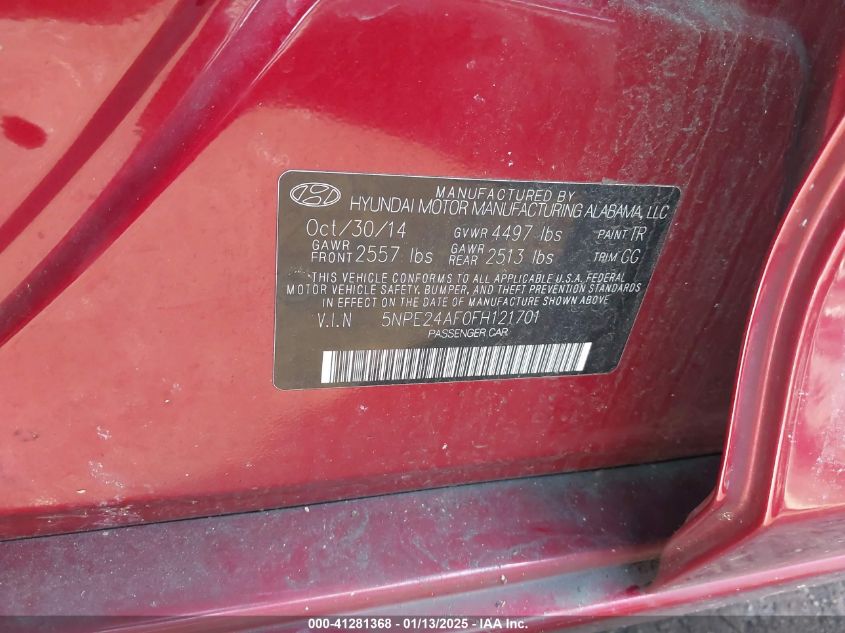 MANUFACTURED BY
HYUNDAI MOTOR MANUFACTURING ALABAMA, LLC
Oct/30/14 GVWR 4497 lbs PAINT TR
GAWR FRONT 2557 lbs GAWR REAR 2513 lbs TRIM GG
THIS VEHICLE CONFORMS TO ALL APPLICABLE U.S.A. FEDERAL
MOTOR VEHICLE SAFETY, BUMPER, AND THEFT PREVENTION STANDARDS
IN EFFECT ON THE DATE OF MANUFACTURE SHOWN ABOVE
V.I.N 5NPE24AF0FH121701
PASSENGER CAR
000-41281368 - 01/13/2025 - IAA Inc.